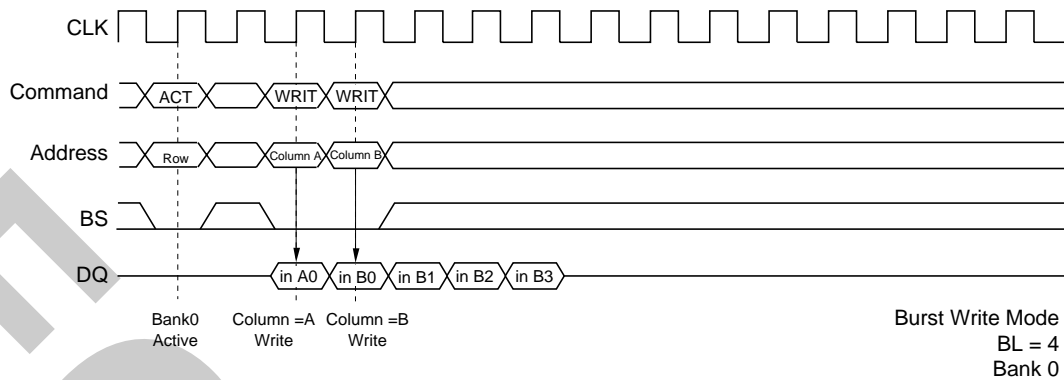 CLK
Command ACT WRIT WRIT
Address Row Column A Column B
BS
DQ in A0 in B0 in B1 in B2 in B3
Bank0 Column =A Column =B
Active Write Write
Burst Write Mode
BL = 4
Bank 0